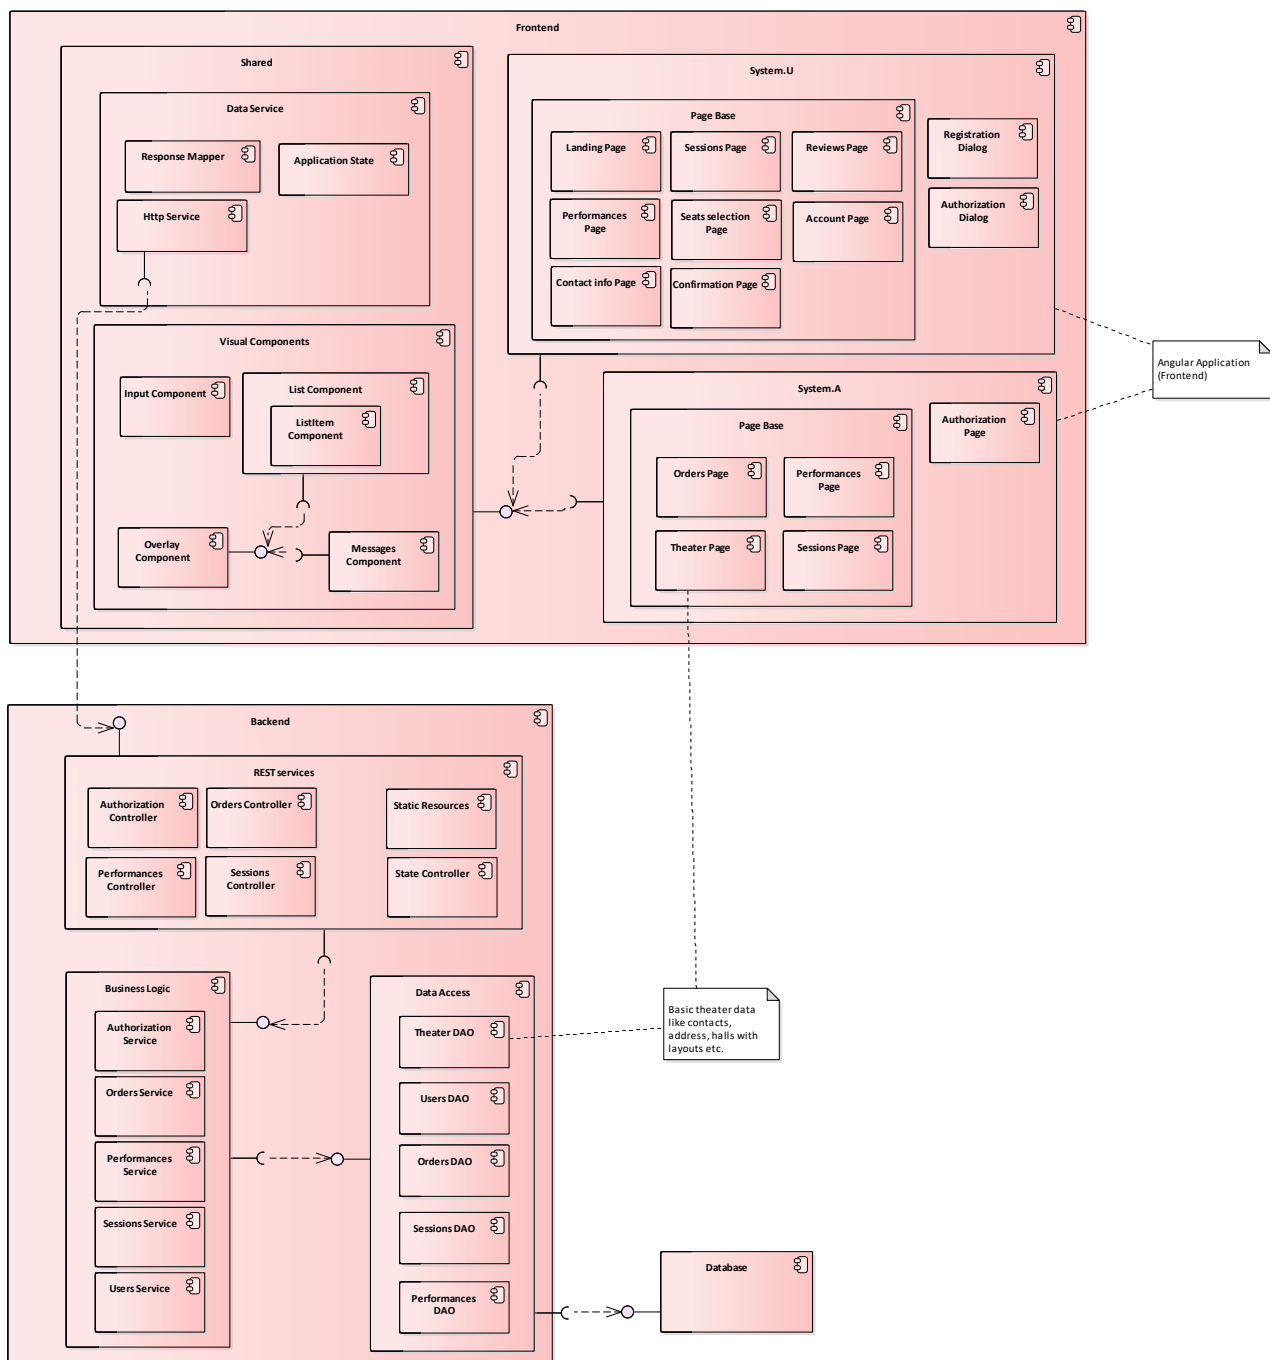 Frontend
Shared
Data Service
Response Mapper
Application State
Http Service
Visual Components
Input Component
List Component
ListItem
Component
Overlay
Component
Messages
Component
System.U
Page Base
Landing Page
Sessions Page
Reviews Page
Performances
Page
Seats selection
Page
Account Page
Contact info Page
Confirmation Page
Registration
Dialog
Authorization
Dialog
Angular Application
(Frontend)
System.A
Page Base
Orders Page
Performances
Page
Theater Page
Sessions Page
Authorization
Page
Backend
REST services
Authorization
Controller
Orders Controller
Static Resources
Performances
Controller
Sessions
Controller
State Controller
Business Logic
Authorization
Service
Orders Service
Performances
Service
Sessions Service
Users Service
Data Access
Theater DAO
Users DAO
Orders DAO
Sessions DAO
Performances
DAO
Basic theater data
like contacts,
address, halls with
layouts etc.
Database